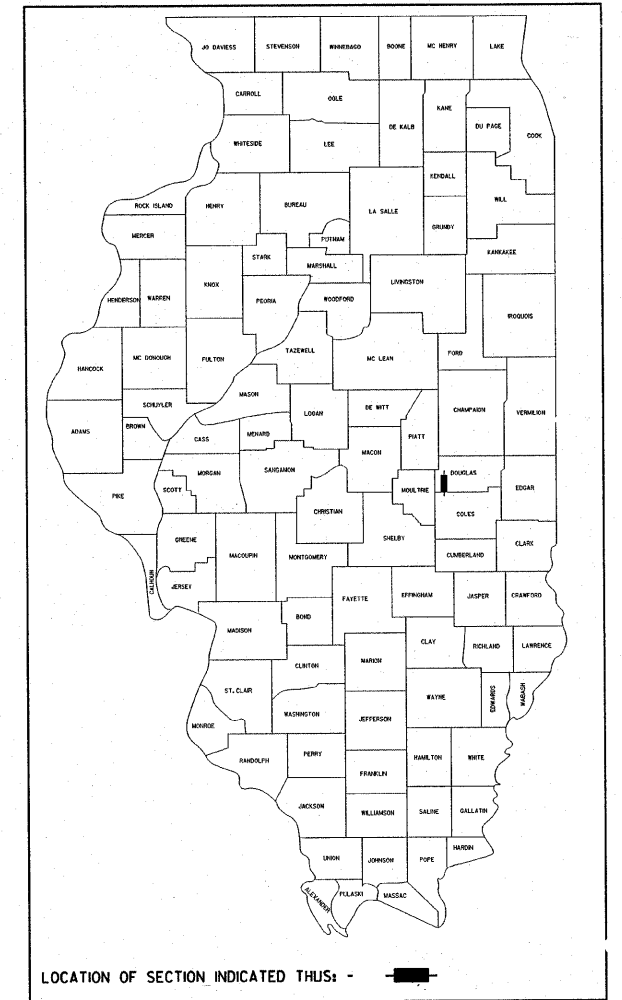 JO DAVIESS
STEVENSON
WINNEBAGO
BOONE
MC HENRY
LAKE
CARROLL
OGLE
DE KALB
KANE
DU PAGE
COOK
WHITESIDE
LEE
KENDALL
ROCK ISLAND
HENRY
BUREAU
LA SALLE
WILL
MERCER
PUTNAM
GRUNDY
STARK
MARSHALL
KANKAKEE
HENDERSON
WARREN
KNOX
PEORIA
WOODFORD
LIVINGSTON
IROQUOIS
HANCOCK
MC DONOUGH
FULTON
TAZEWELL
MC LEAN
FORD
SCHUYLER
MASON
LOGAN
DE WITT
CHAMPAION
VERMILION
ADAMS
BROWN
CASS
MENARD
PIATT
MACON
MORGAN
SANGAMON
DOUGLAS
EDGAR
PIKE
SCOTT
CHRISTIAN
MOULTRIE
COLES
GREENE
MACOUPIN
MONTGOMERY
SHELBY
CUMBERLAND
CLARK
CALHOUN
JERSEY
FAYETTE
EFFINGHAM
JASPER
CRAWFORD
MADISON
BOND
CLAY
RICHLAND
LAWRENCE
CLINTON
MARION
ST. CLAIR
WAYNE
EDWARDS
WABASH
WASHINGTON
JEFFERSON
MONROE
RANDOLPH
PERRY
HAMILTON
WHITE
FRANKLIN
JACKSON
WILLIAMSON
SALINE
GALLATIN
UNION
JOHNSON
POPE
HARDIN
ALEXANDER
PULASKI
MASSAC
LOCATION OF SECTION INDICATED THUS: -